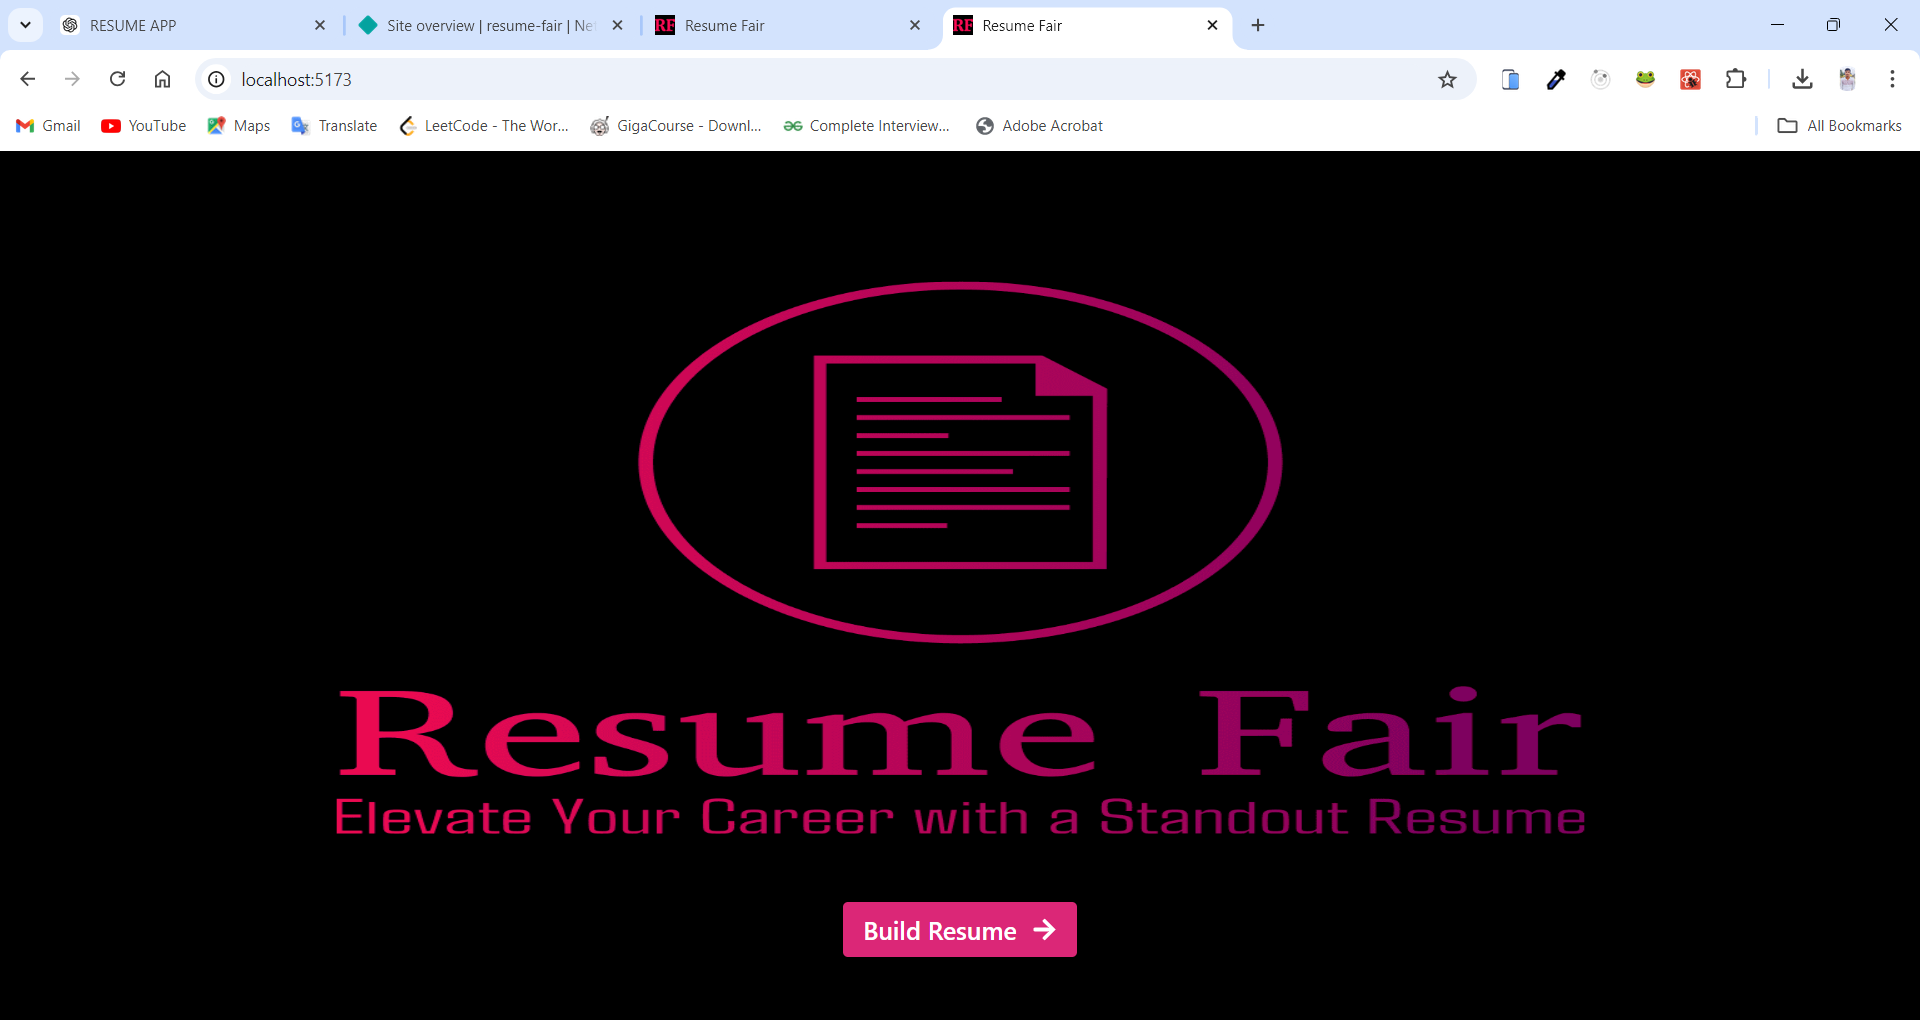 RESUME APP
Site overview | resume-fair | Ne
RF Resume Fair
RF Resume Fair
localhost:5173
Gmail
YouTube
Maps
Translate
LeetCode - The Wor...
GigaCourse - Downl...
Complete Interview...
Adobe Acrobat
All Bookmarks
Resume Fair
Elevate Your Career with a Standout Resume
Build Resume →